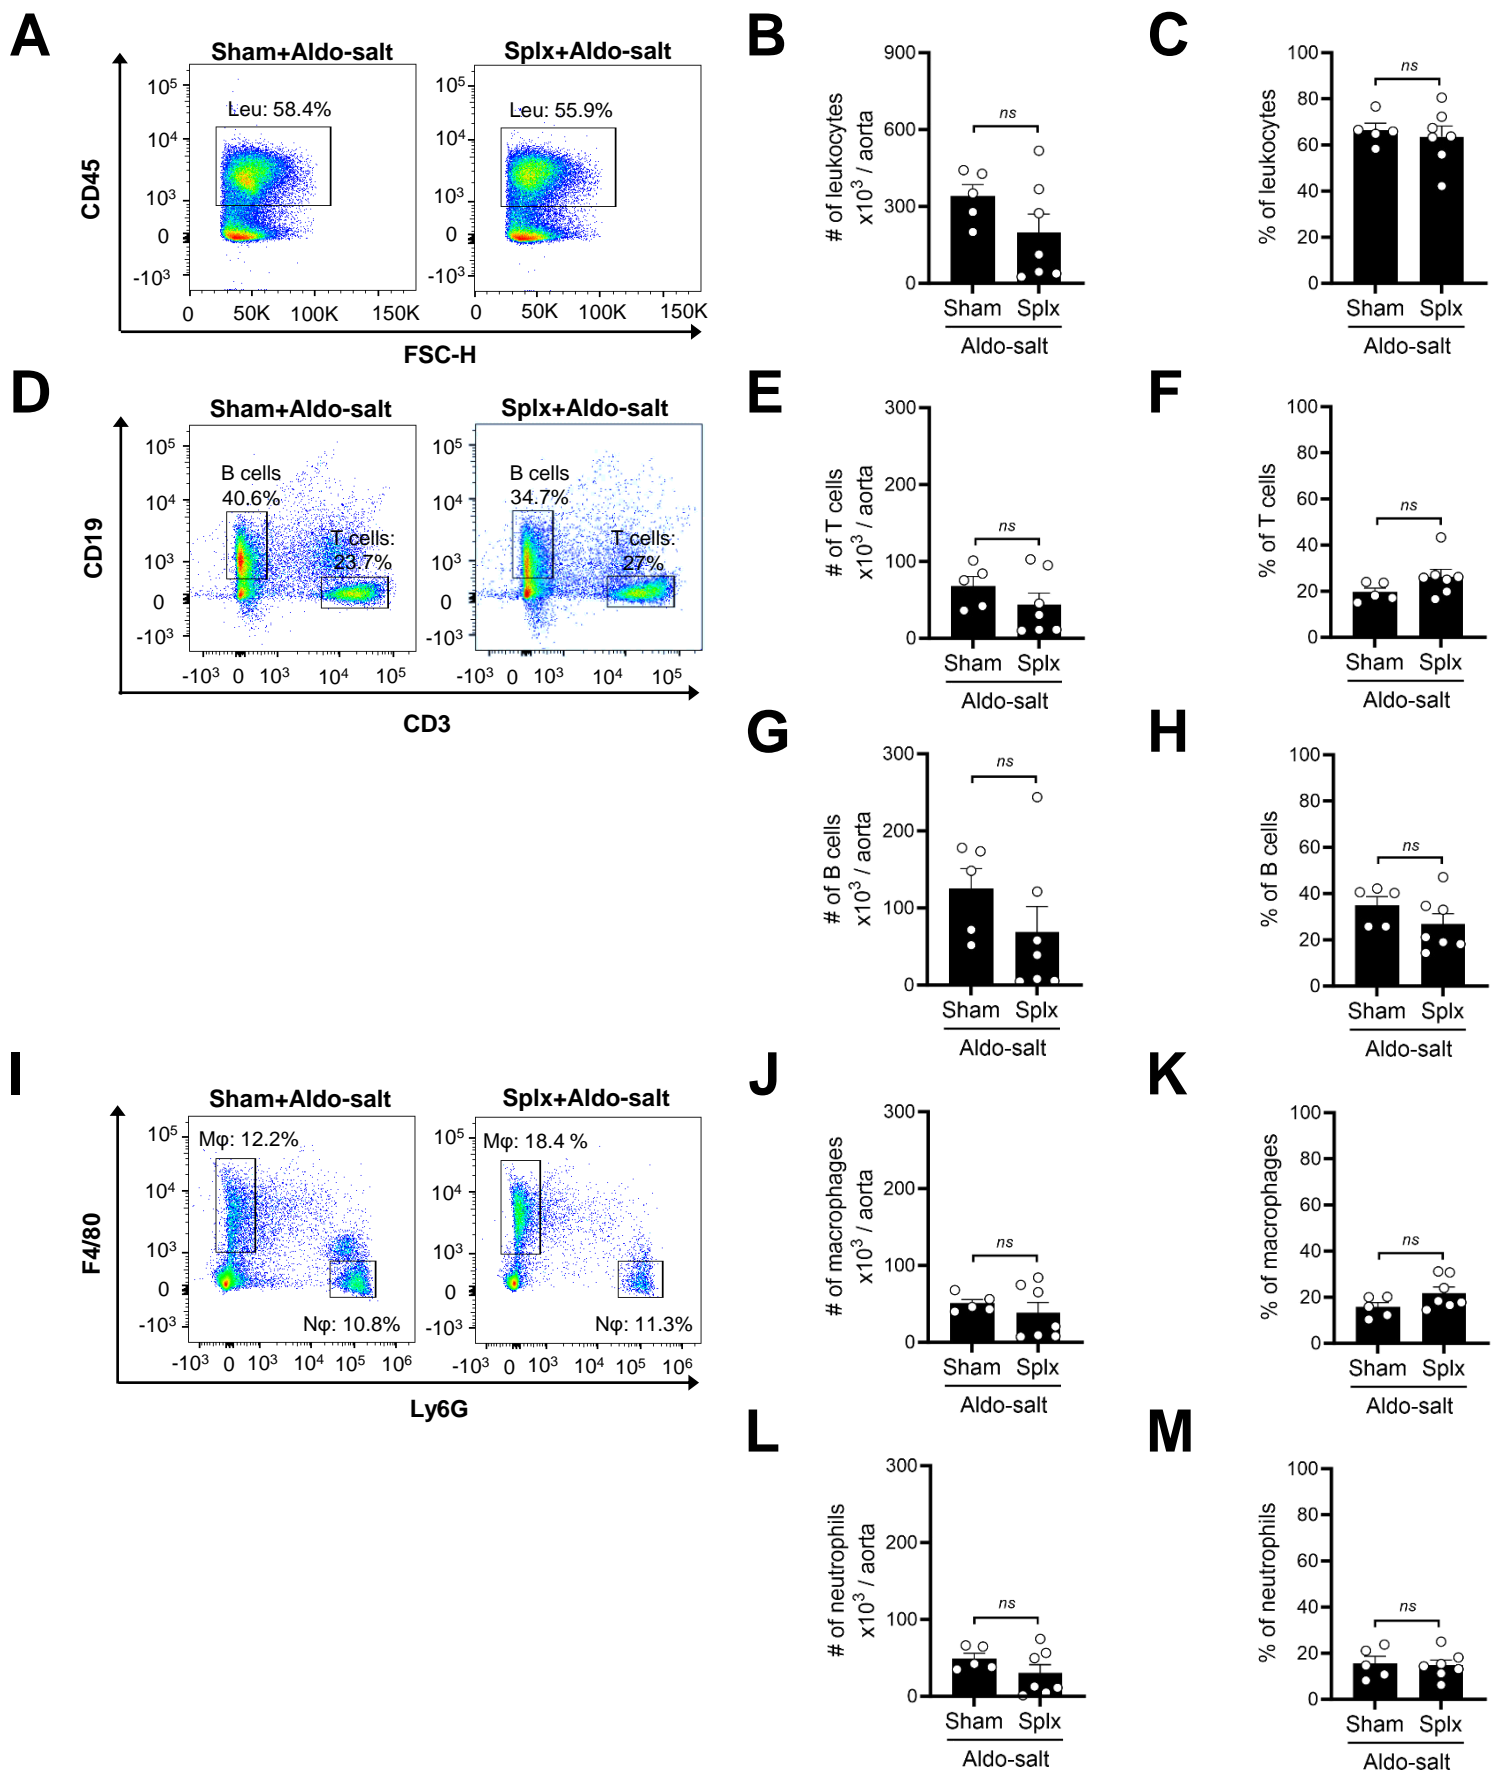 A
Sham+Aldo-salt
Splx+Aldo-salt
CD45
10⁵
10⁴
10³
0
-10³
Leu: 58.4%
0
50K
100K
150K
10⁵
10⁴
10³
0
-10³
Leu: 55.9%
0
50K
100K
150K
FSC-H
B
# of leukocytes
x10³ / aorta
900
600
300
0
ns
Sham
Splx
Aldo-salt
C
% of leukocytes
100
80
60
40
20
0
ns
Sham
Splx
Aldo-salt
D
Sham+Aldo-salt
Splx+Aldo-salt
CD19
10⁵
10⁴
10³
0
-10³
B cells
40.6%
T cells:
23.7%
-10³
0
10³
10⁴
10⁵
10⁵
10⁴
10³
0
-10³
B cells
34.7%
T cells:
27%
-10³
0
10³
10⁴
10⁵
CD3
E
# of T cells
x10³ / aorta
300
200
100
0
ns
Sham
Splx
Aldo-salt
F
% of T cells
100
80
60
40
20
0
ns
Sham
Splx
Aldo-salt
G
# of B cells
x10³ / aorta
300
200
100
0
ns
Sham
Splx
Aldo-salt
H
% of B cells
100
80
60
40
20
0
ns
Sham
Splx
Aldo-salt
I
Sham+Aldo-salt
Splx+Aldo-salt
F4/80
10⁵
10⁴
10³
0
-10³
Mφ: 12.2%
Nφ: 10.8%
-10³
0
10³
10⁴
10⁵
10⁶
10⁵
10⁴
10³
0
-10³
Mφ: 18.4 %
Nφ: 11.3%
-10³
0
10³
10⁴
10⁵
10⁶
Ly6G
J
# of macrophages
x10³ / aorta
300
200
100
0
ns
Sham
Splx
Aldo-salt
K
% of macrophages
100
80
60
40
20
0
ns
Sham
Splx
Aldo-salt
L
# of neutrophils
x10³ / aorta
300
200
100
0
ns
Sham
Splx
Aldo-salt
M
% of neutrophils
100
80
60
40
20
0
ns
Sham
Splx
Aldo-salt